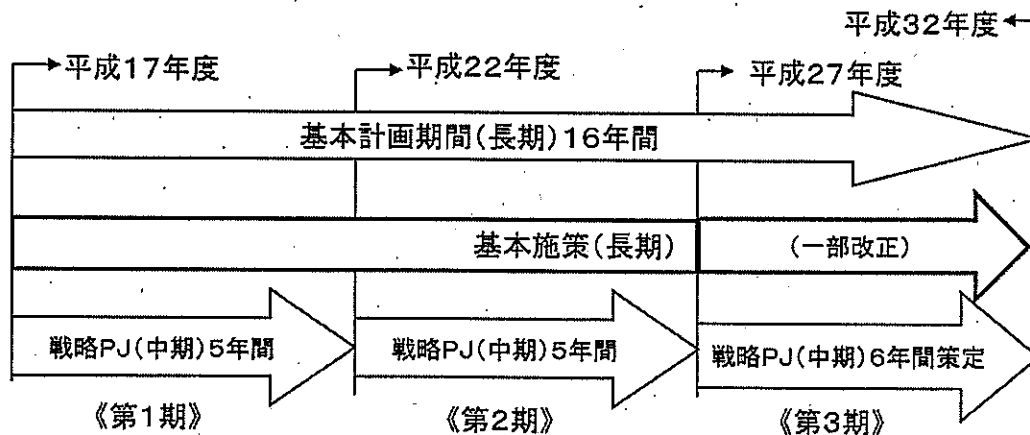 平成32年度
平成17年度
平成22年度
平成27年度
基本計画期間(長期)16年間
基本施策(長期)
(一部改正)
戦略PJ(中期)5年間
戦略PJ(中期)5年間
戦略PJ(中期)6年間策定
《第1期》
《第2期》
《第3期》